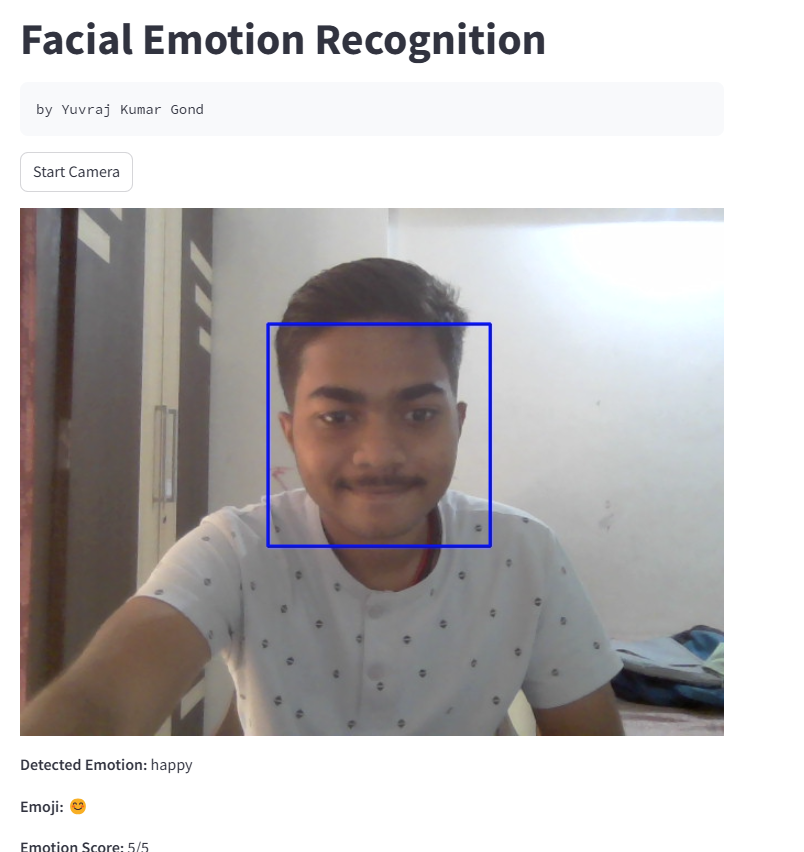 Facial Emotion Recognition
by Yuvraj Kumar Gond
Start Camera
Detected Emotion: happy
Emoji: 😊
Emotion Score: 5/5